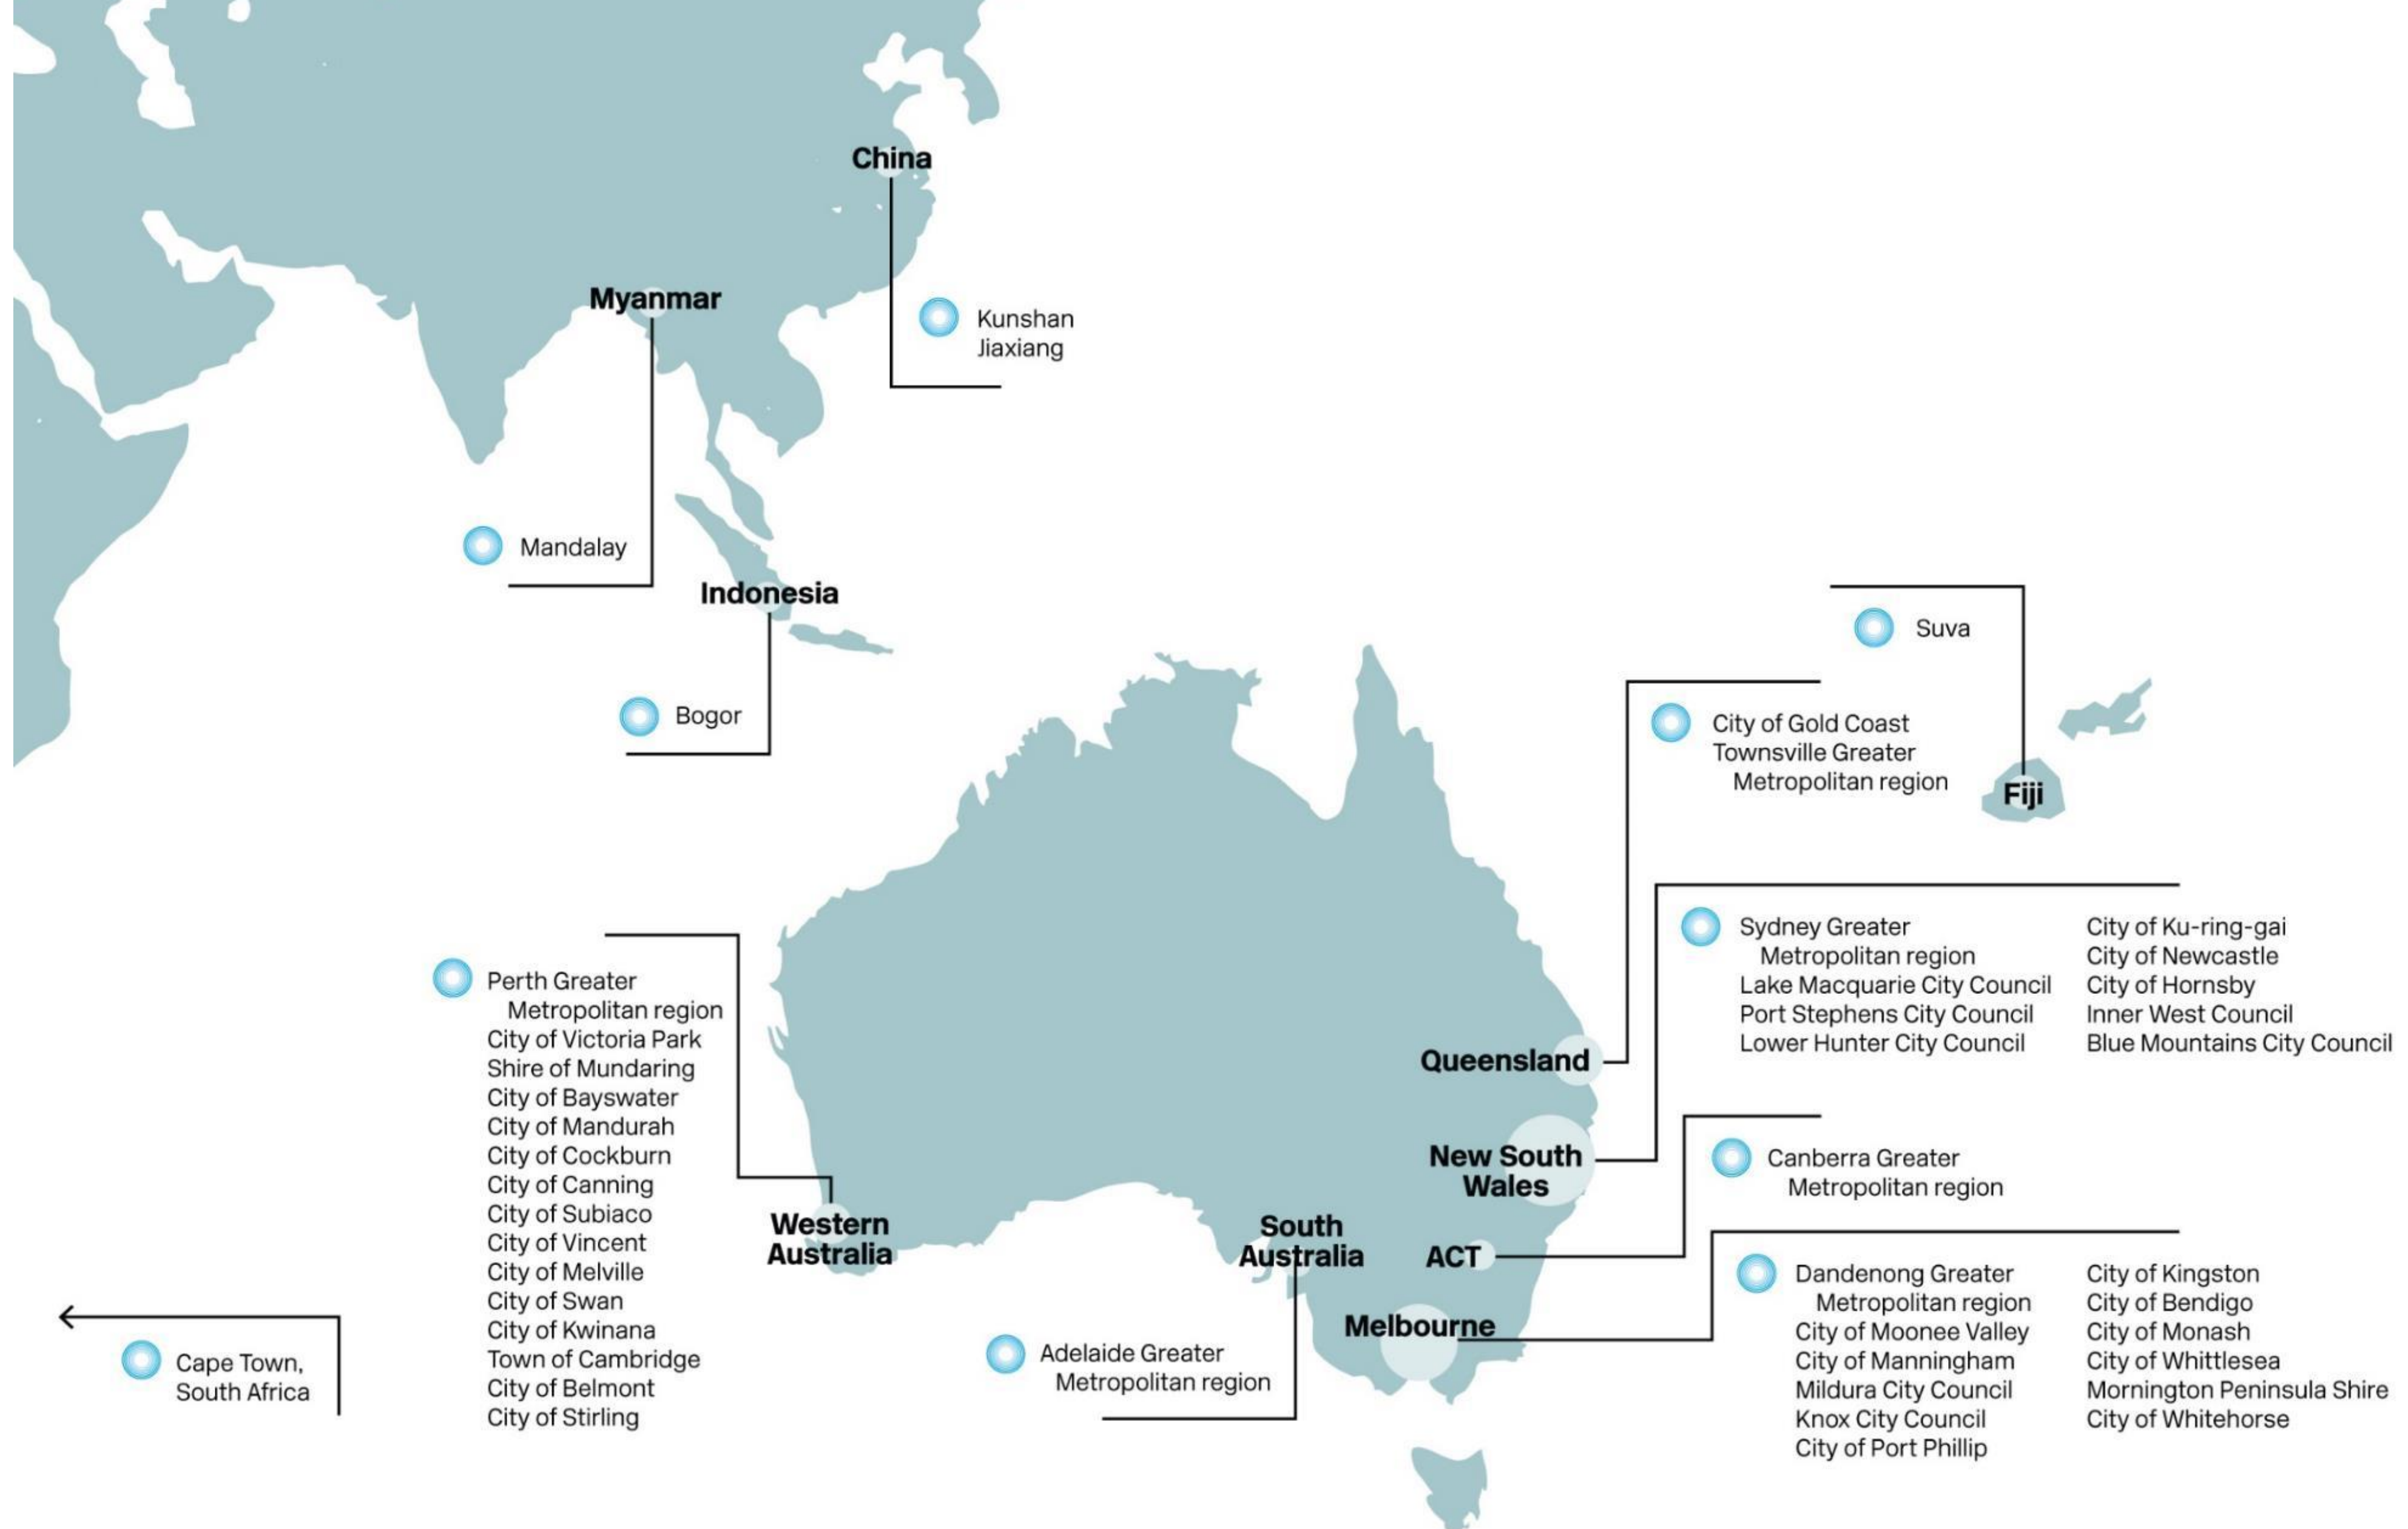 China
Kunshan
Jiaxiang
Myanmar
Mandalay
Indonesia
Bogor
Suva
Fiji
City of Gold Coast
Townsville Greater
Metropolitan region
Queensland
Sydney Greater
Metropolitan region
Lake Macquarie City Council
Port Stephens City Council
Lower Hunter City Council
City of Ku-ring-gai
City of Newcastle
City of Hornsby
Inner West Council
Blue Mountains City Council
New South
Wales
Canberra Greater
Metropolitan region
ACT
Dandenong Greater
Metropolitan region
City of Moonee Valley
City of Manningham
Mildura City Council
Knox City Council
City of Port Phillip
City of Kingston
City of Bendigo
City of Monash
City of Whittlesea
Mornington Peninsula Shire
City of Whitehorse
Melbourne
South
Australia
Adelaide Greater
Metropolitan region
Western
Australia
Perth Greater
Metropolitan region
City of Victoria Park
Shire of Mundaring
City of Bayswater
City of Mandurah
City of Cockburn
City of Canning
City of Subiaco
City of Vincent
City of Melville
City of Swan
City of Kwinana
Town of Cambridge
City of Belmont
City of Stirling
Cape Town,
South Africa